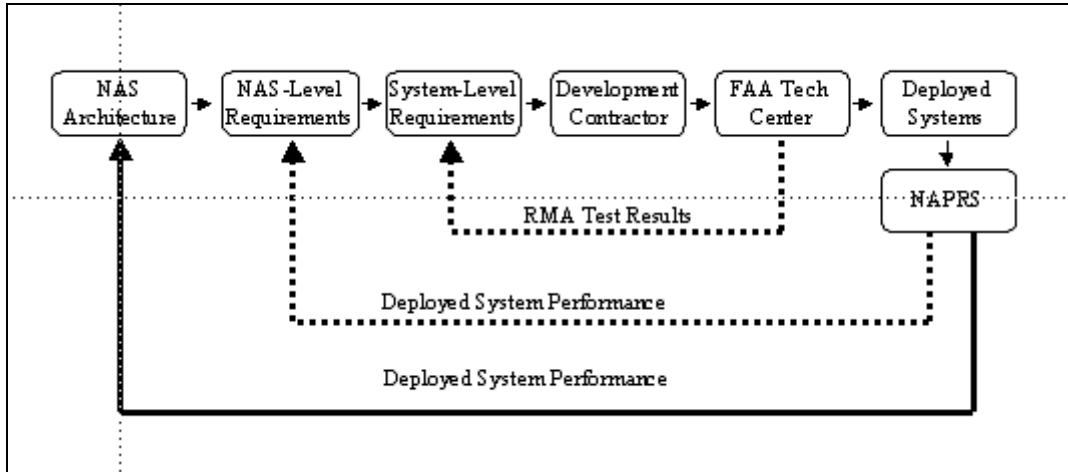 NAS
Architecture
NAS-Level
Requirements
System-Level
Requirements
Development
Contractor
FAA Tech
Center
Deployed
Systems
NAPRS
RMA Test Results
Deployed System Performance
Deployed System Performance